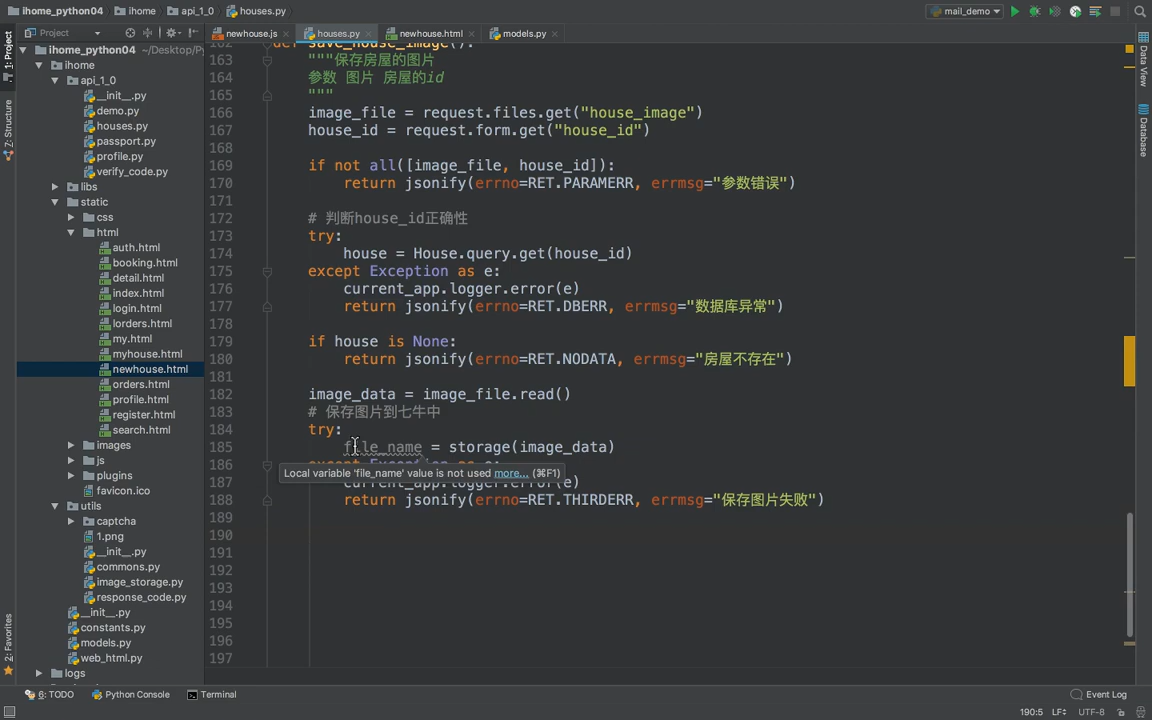 ihome_python04 ihome api_1_0 houses.py mail_demo
Project newhouse.js houses.py newhouse.html models.py
1: Project
Z: Structure
2: Favorites
Data View
Database
ihome_python04 ~/Desktop/Py
ihome
api_1_0
__init__.py
demo.py
houses.py
passport.py
profile.py
verify_code.py
libs
static
css
html
auth.html
booking.html
detail.html
index.html
login.html
lorders.html
my.html
myhouse.html
newhouse.html
orders.html
profile.html
register.html
search.html
images
js
plugins
favicon.ico
utils
captcha
1.png
__init__.py
commons.py
image_storage.py
response_code.py
__init__.py
constants.py
models.py
web_html.py
logs
162 def save_house_image():
163 """保存房屋的图片
164 参数 图片 房屋的id
165 """
166 image_file = request.files.get("house_image")
167 house_id = request.form.get("house_id")
168
169 if not all([image_file, house_id]):
170 return jsonify(errno=RET.PARAMERR, errmsg="参数错误")
171
172 # 判断house_id正确性
173 try:
174 house = House.query.get(house_id)
175 except Exception as e:
176 current_app.logger.error(e)
177 return jsonify(errno=RET.DBERR, errmsg="数据库异常")
178
179 if house is None:
180 return jsonify(errno=RET.NODATA, errmsg="房屋不存在")
181
182 image_data = image_file.read()
183 # 保存图片到七牛中
184 try:
185 file_name = storage(image_data)
186 except Exception as e:
Local variable 'file_name' value is not used more... (⌘F1)
187 current_app.logger.error(e)
188 return jsonify(errno=RET.THIRDERR, errmsg="保存图片失败")
189
190
191
192
193
194
195
196
197
6: TODO Python Console Terminal Event Log
190:5 LF UTF-8